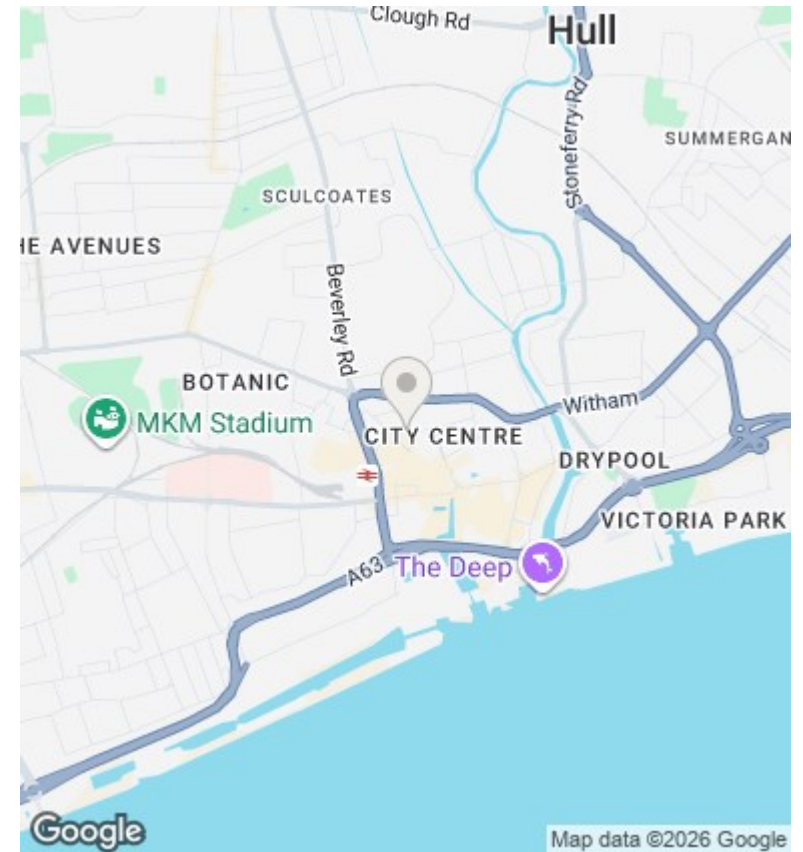 Clough Rd
Hull
Stoneferry Rd
SUMMERGAN
SCULCOATES
HE AVENUES
Beverley Rd
BOTANIC
MKM Stadium
Witham
CITY CENTRE
DRYPOOL
VICTORIA PARK
A63
The Deep
Google
Map data ©2026 Google